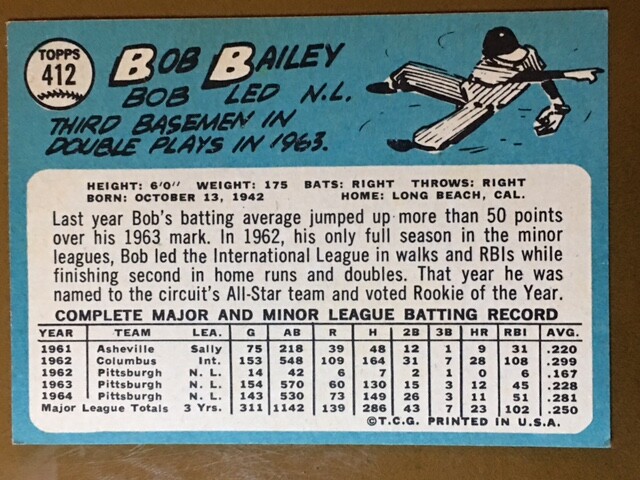 TOPPS
412
BOB BAILEY
BOB LED N.L.
THIRD BASEMEN IN
DOUBLE PLAYS IN 1963.
HEIGHT: 6'0" WEIGHT: 175 BATS: RIGHT THROWS: RIGHT
BORN: OCTOBER 13, 1942 HOME: LONG BEACH, CAL.
Last year Bob's batting average jumped up more than 50 points
over his 1963 mark. In 1962, his only full season in the minor
leagues, Bob led the International League in walks and RBIs while
finishing second in home runs and doubles. That year he was
named to the circuit's All-Star team and voted Rookie of the Year.
COMPLETE MAJOR AND MINOR LEAGUE BATTING RECORD
YEAR TEAM LEA. G AB R H 2B 3B HR RBI AVG.
1961 Asheville Sally 75 218 39 48 12 1 9 31 .220
1962 Columbus Int. 153 548 109 164 31 7 28 108 .299
1962 Pittsburgh N. L. 14 42 6 7 2 1 0 6 .167
1963 Pittsburgh N. L. 154 570 60 130 15 3 12 45 .228
1964 Pittsburgh N. L. 143 530 73 149 26 3 11 51 .281
Major League Totals 3 Yrs. 311 1142 139 286 43 7 23 102 .250
©T.C.G. PRINTED IN U.S.A.